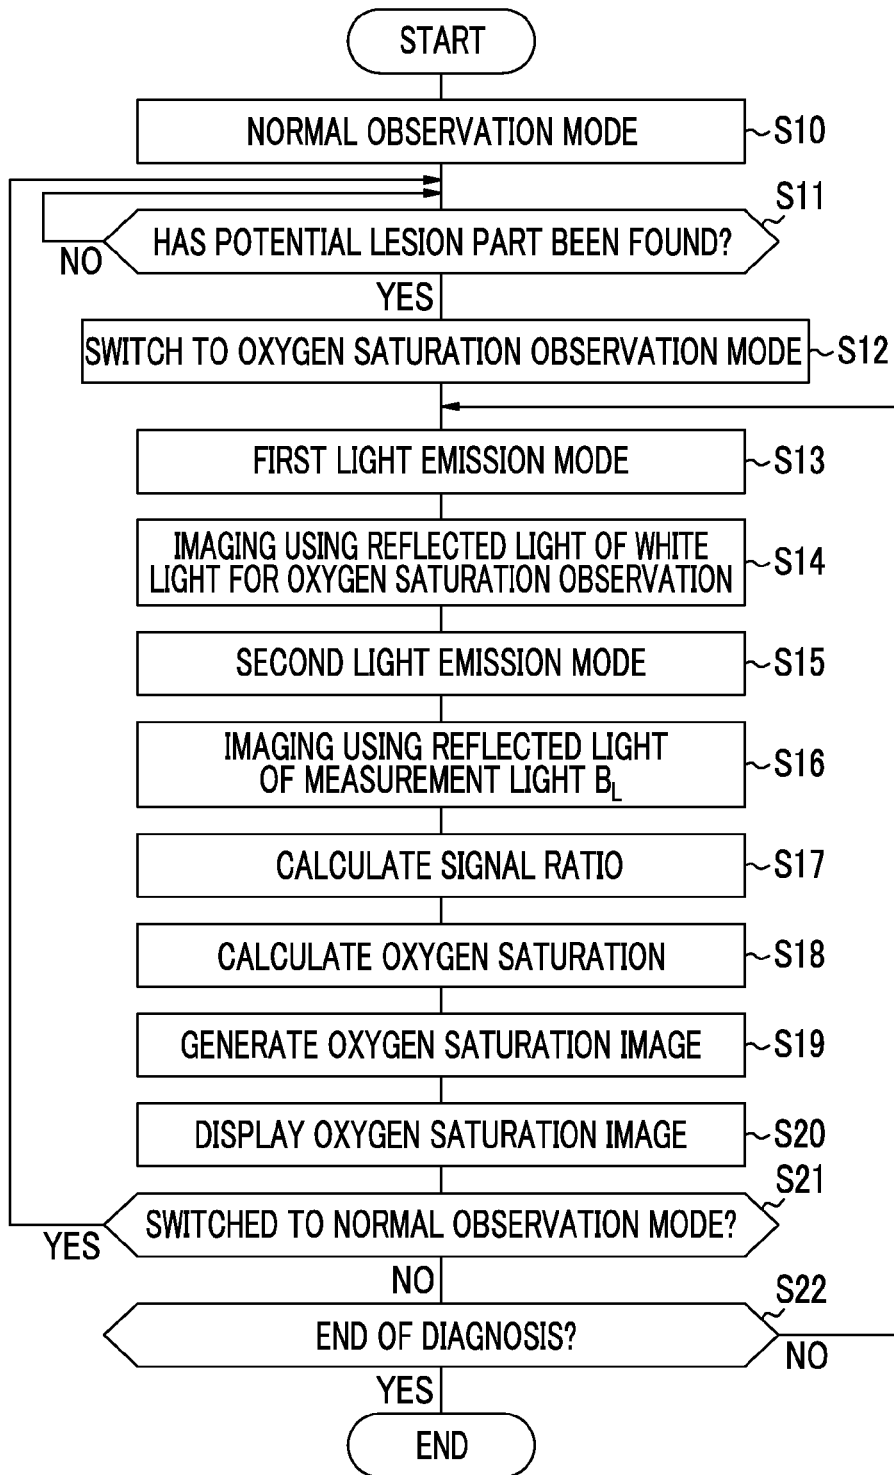 START
NORMAL OBSERVATION MODE
S10
S11
HAS POTENTIAL LESION PART BEEN FOUND?
NO
YES
SWITCH TO OXYGEN SATURATION OBSERVATION MODE
S12
FIRST LIGHT EMISSION MODE
S13
IMAGING USING REFLECTED LIGHT OF WHITE
LIGHT FOR OXYGEN SATURATION OBSERVATION
S14
SECOND LIGHT EMISSION MODE
S15
IMAGING USING REFLECTED LIGHT
OF MEASUREMENT LIGHT BL
S16
CALCULATE SIGNAL RATIO
S17
CALCULATE OXYGEN SATURATION
S18
GENERATE OXYGEN SATURATION IMAGE
S19
DISPLAY OXYGEN SATURATION IMAGE
S20
S21
SWITCHED TO NORMAL OBSERVATION MODE?
YES
NO
S22
END OF DIAGNOSIS?
NO
YES
END